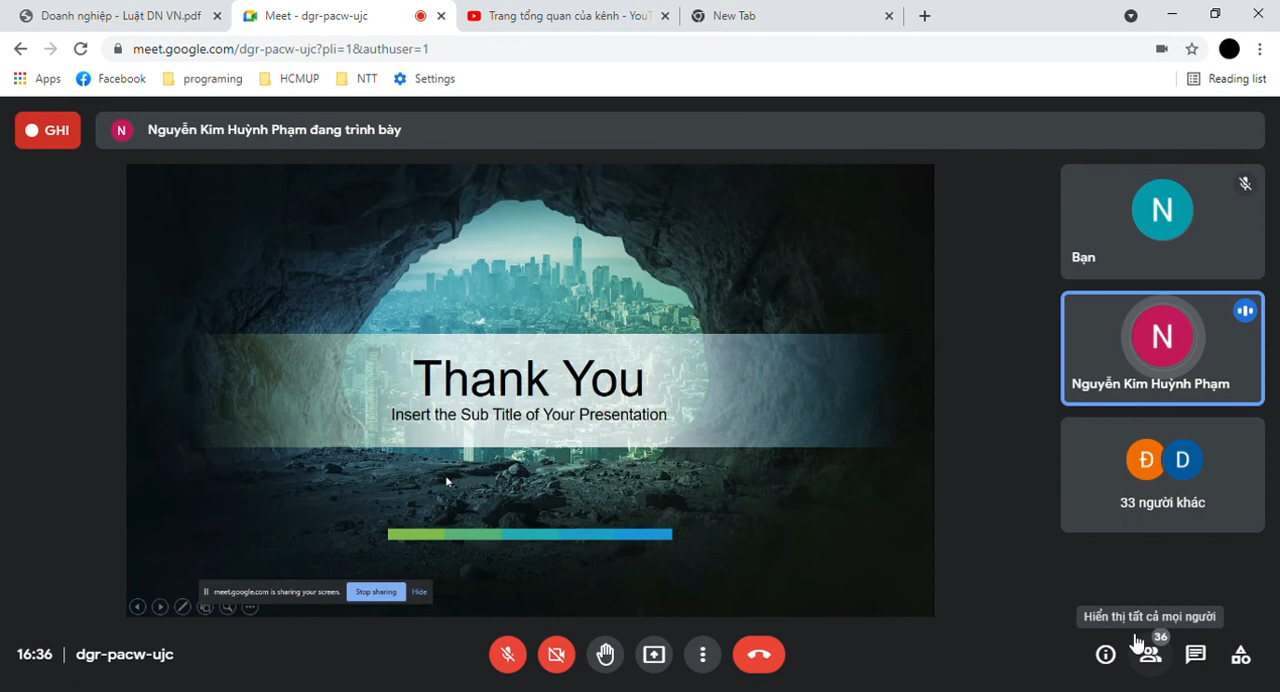 Doanh nghiệp - Luật DN VN.pdf
Meet - dgr-pacw-ujc
Trang tổng quan của kênh - YouT
New Tab
meet.google.com/dgr-pacw-ujc?pli=1&authuser=1
Apps
Facebook
programing
HCMUP
NTT
Settings
Reading list
GHI
N
Nguyễn Kim Huỳnh Phạm đang trình bày
Thank You
Insert the Sub Title of Your Presentation
meet.google.com is sharing your screen.
Stop sharing
Hide
N
Bạn
N
Nguyễn Kim Huỳnh Phạm
Đ
D
33 người khác
Hiển thị tất cả mọi người
36
16:36
dgr-pacw-ujc